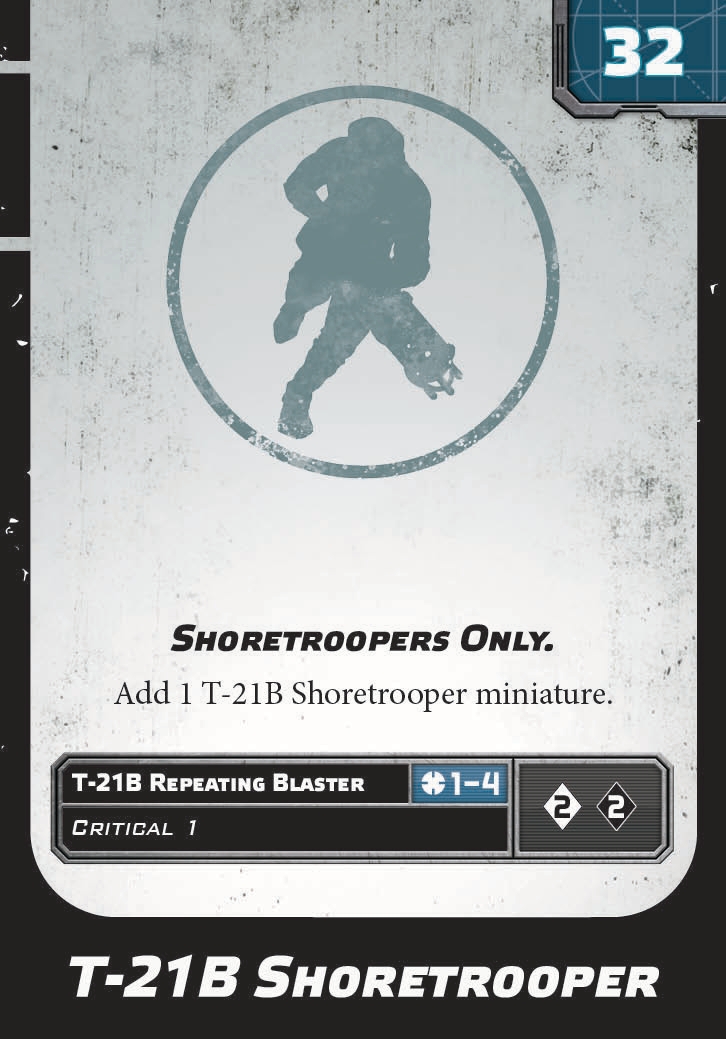 32
Shoretroopers Only.
Add 1 T-21B Shoretrooper miniature.
T-21B Repeating Blaster 1–4
Critical 1
2 2
T-21B Shoretrooper